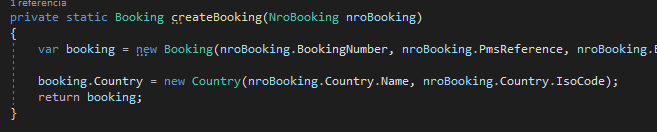 1 referencia
private static Booking createBooking(NroBooking nroBooking)
{
var booking = new Booking(nroBooking.BookingNumber, nroBooking.PmsReference, nroBooking.
booking.Country = new Country(nroBooking.Country.Name, nroBooking.Country.IsoCode);
return booking;
}